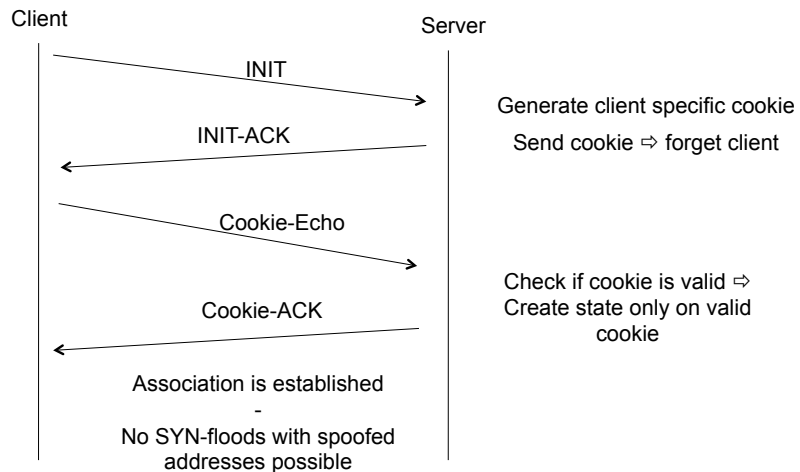 Client
Server
INIT
Generate client specific cookie
INIT-ACK
Send cookie ⇨ forget client
Cookie-Echo
Check if cookie is valid ⇨
Create state only on valid
cookie
Cookie-ACK
Association is established
-
No SYN-floods with spoofed
addresses possible